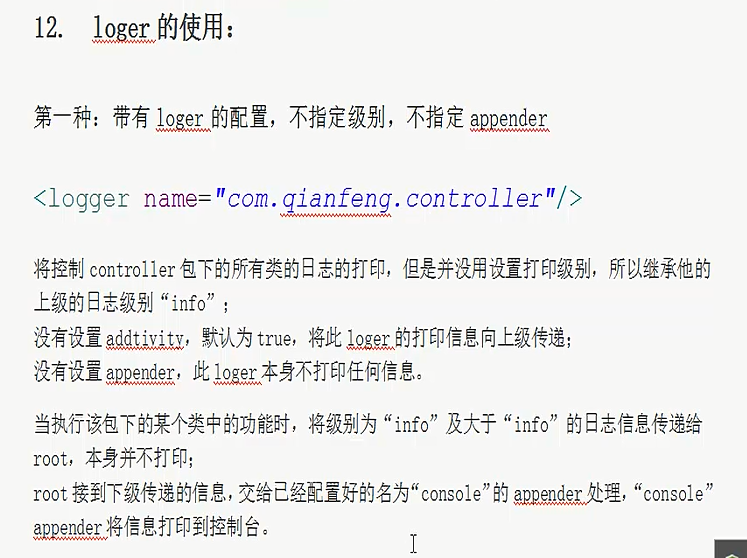 12. loger 的使用：
第一种：带有 loger 的配置，不指定级别，不指定 appender
<logger name="com.qianfeng.controller"/>
将控制 controller 包下的所有类的日志的打印，但是并没用设置打印级别，所以继承他的
上级的日志级别“info”；
没有设置 addtivity，默认为 true，将此 loger 的打印信息向上级传递；
没有设置 appender，此 loger 本身不打印任何信息。
当执行该包下的某个类中的功能时，将级别为“info”及大于“info”的日志信息传递给
root，本身并不打印；
root 接到下级传递的信息，交给已经配置好的名为“console”的 appender 处理，“console”
appender 将信息打印到控制台。